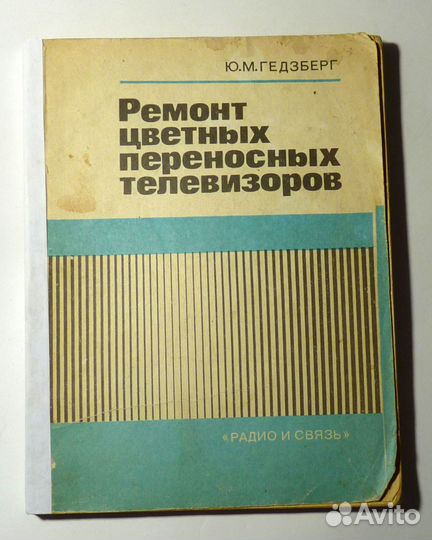 Ю.М.ГЕДЗБЕРГ
Ремонт
цветных
переносных
телевизоров
«РАДИО И СВЯЗЬ»
Avito